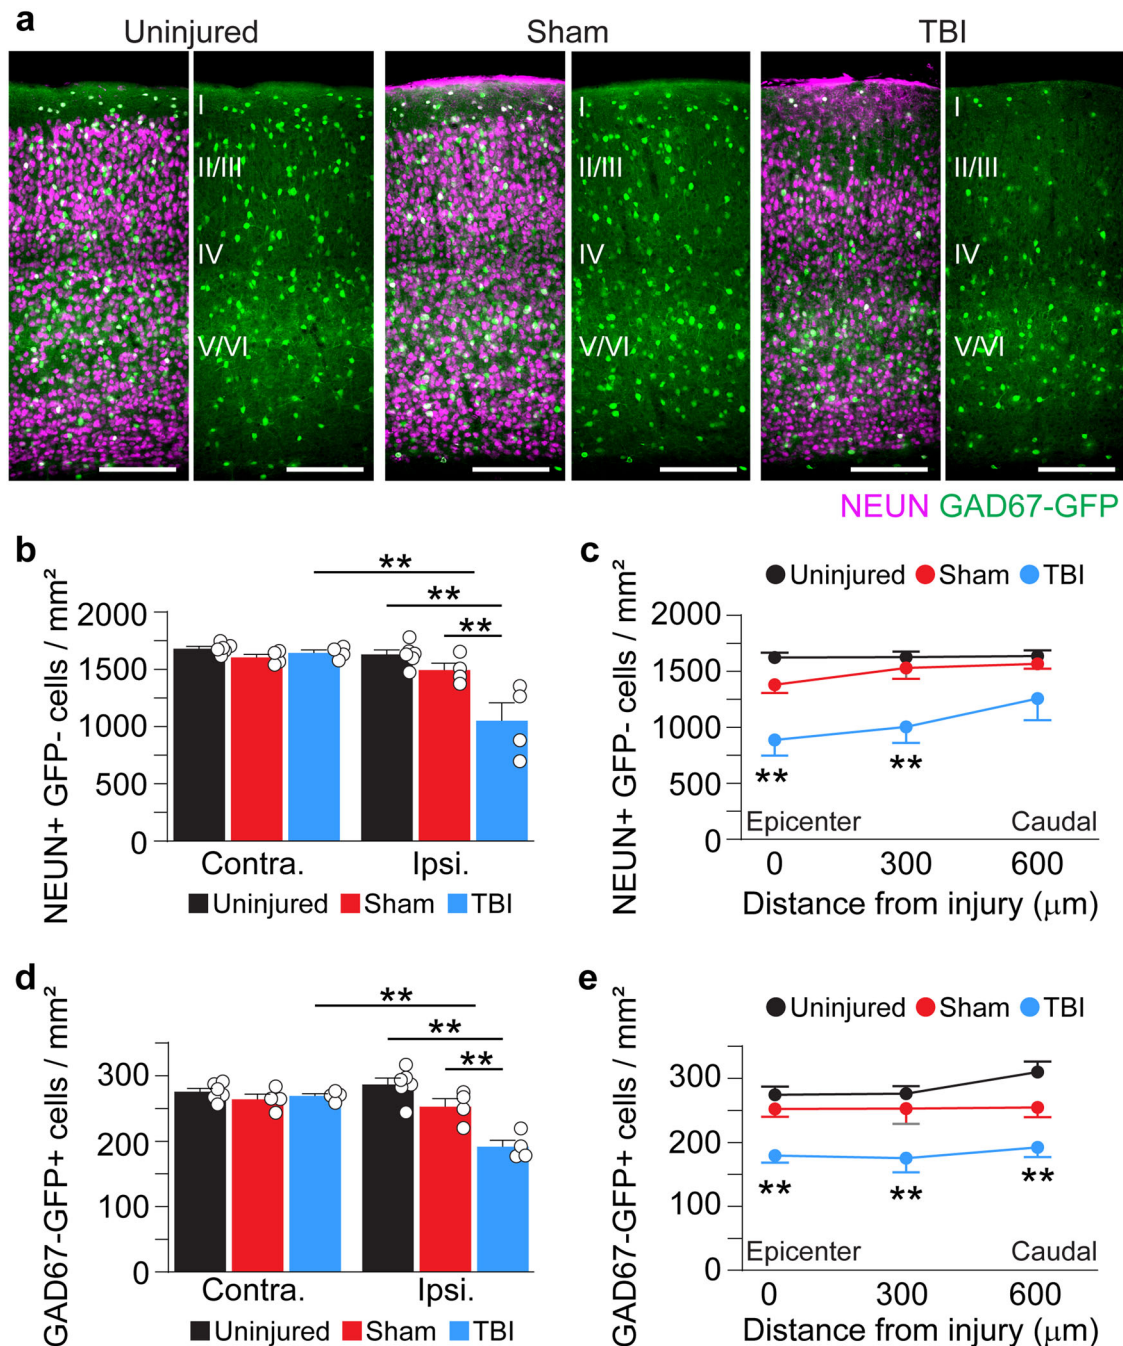 a
Uninjured Sham TBI
I I I
II/III II/III II/III
IV IV IV
V/VI V/VI V/VI
NEUN GAD67-GFP
b
NEUN+ GFP- cells / mm²
2000
1500
1000
500
0
** 
**
**
Contra. Ipsi.
Uninjured Sham TBI
c
NEUN+ GFP- cells / mm²
Uninjured Sham TBI
2000
1500
1000
500
0
** **
Epicenter Caudal
0 300 600
Distance from injury (μm)
d
GAD67-GFP+ cells / mm²
300
200
100
0
**
**
**
Contra. Ipsi.
Uninjured Sham TBI
e
GAD67-GFP+ cells / mm²
Uninjured Sham TBI
300
200
100
0
** ** **
Epicenter Caudal
0 300 600
Distance from injury (μm)